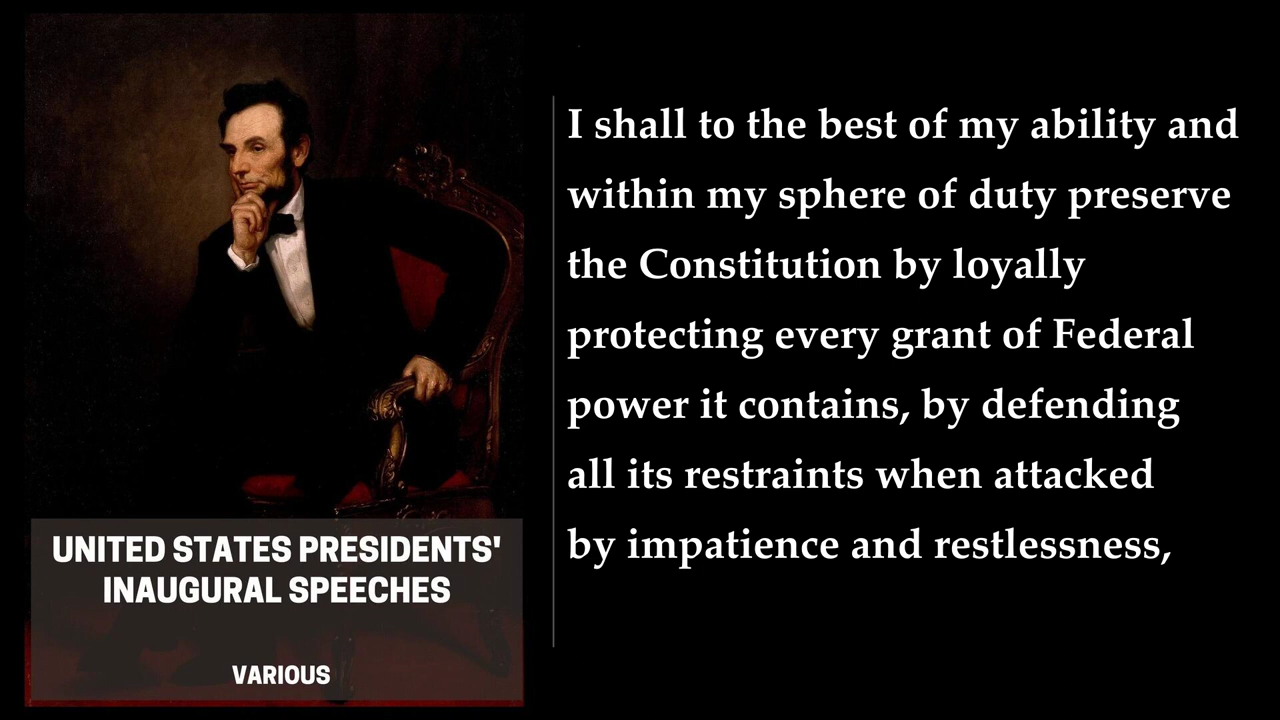 UNITED STATES PRESIDENTS'
INAUGURAL SPEECHES
VARIOUS
I shall to the best of my ability and
within my sphere of duty preserve
the Constitution by loyally
protecting every grant of Federal
power it contains, by defending
all its restraints when attacked
by impatience and restlessness,